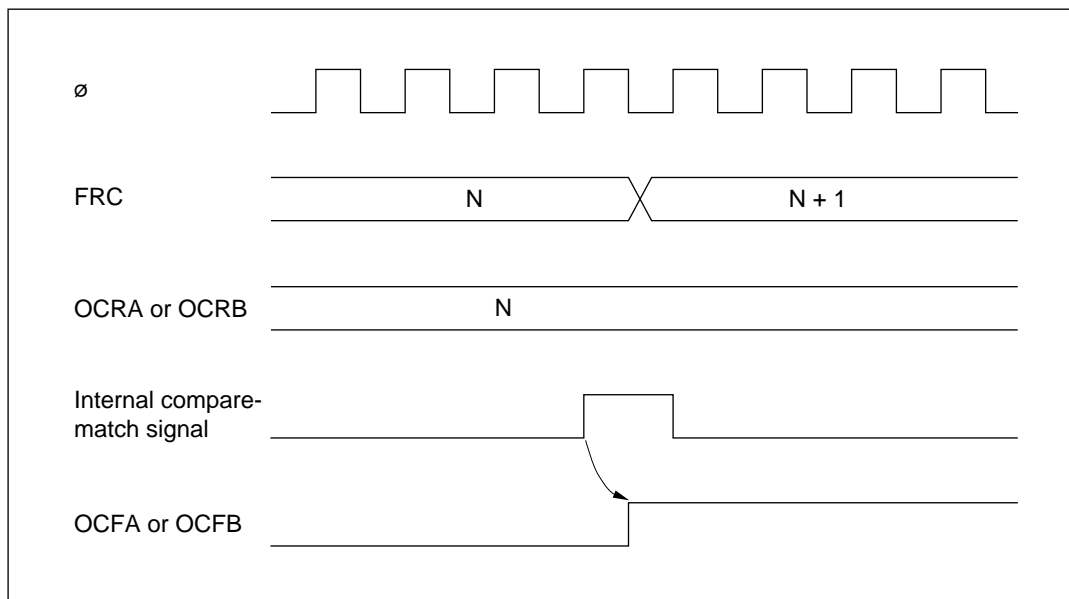 ø
FRC
N
N + 1
OCRA or OCRB
N
Internal compare-
match signal
OCFA or OCFB